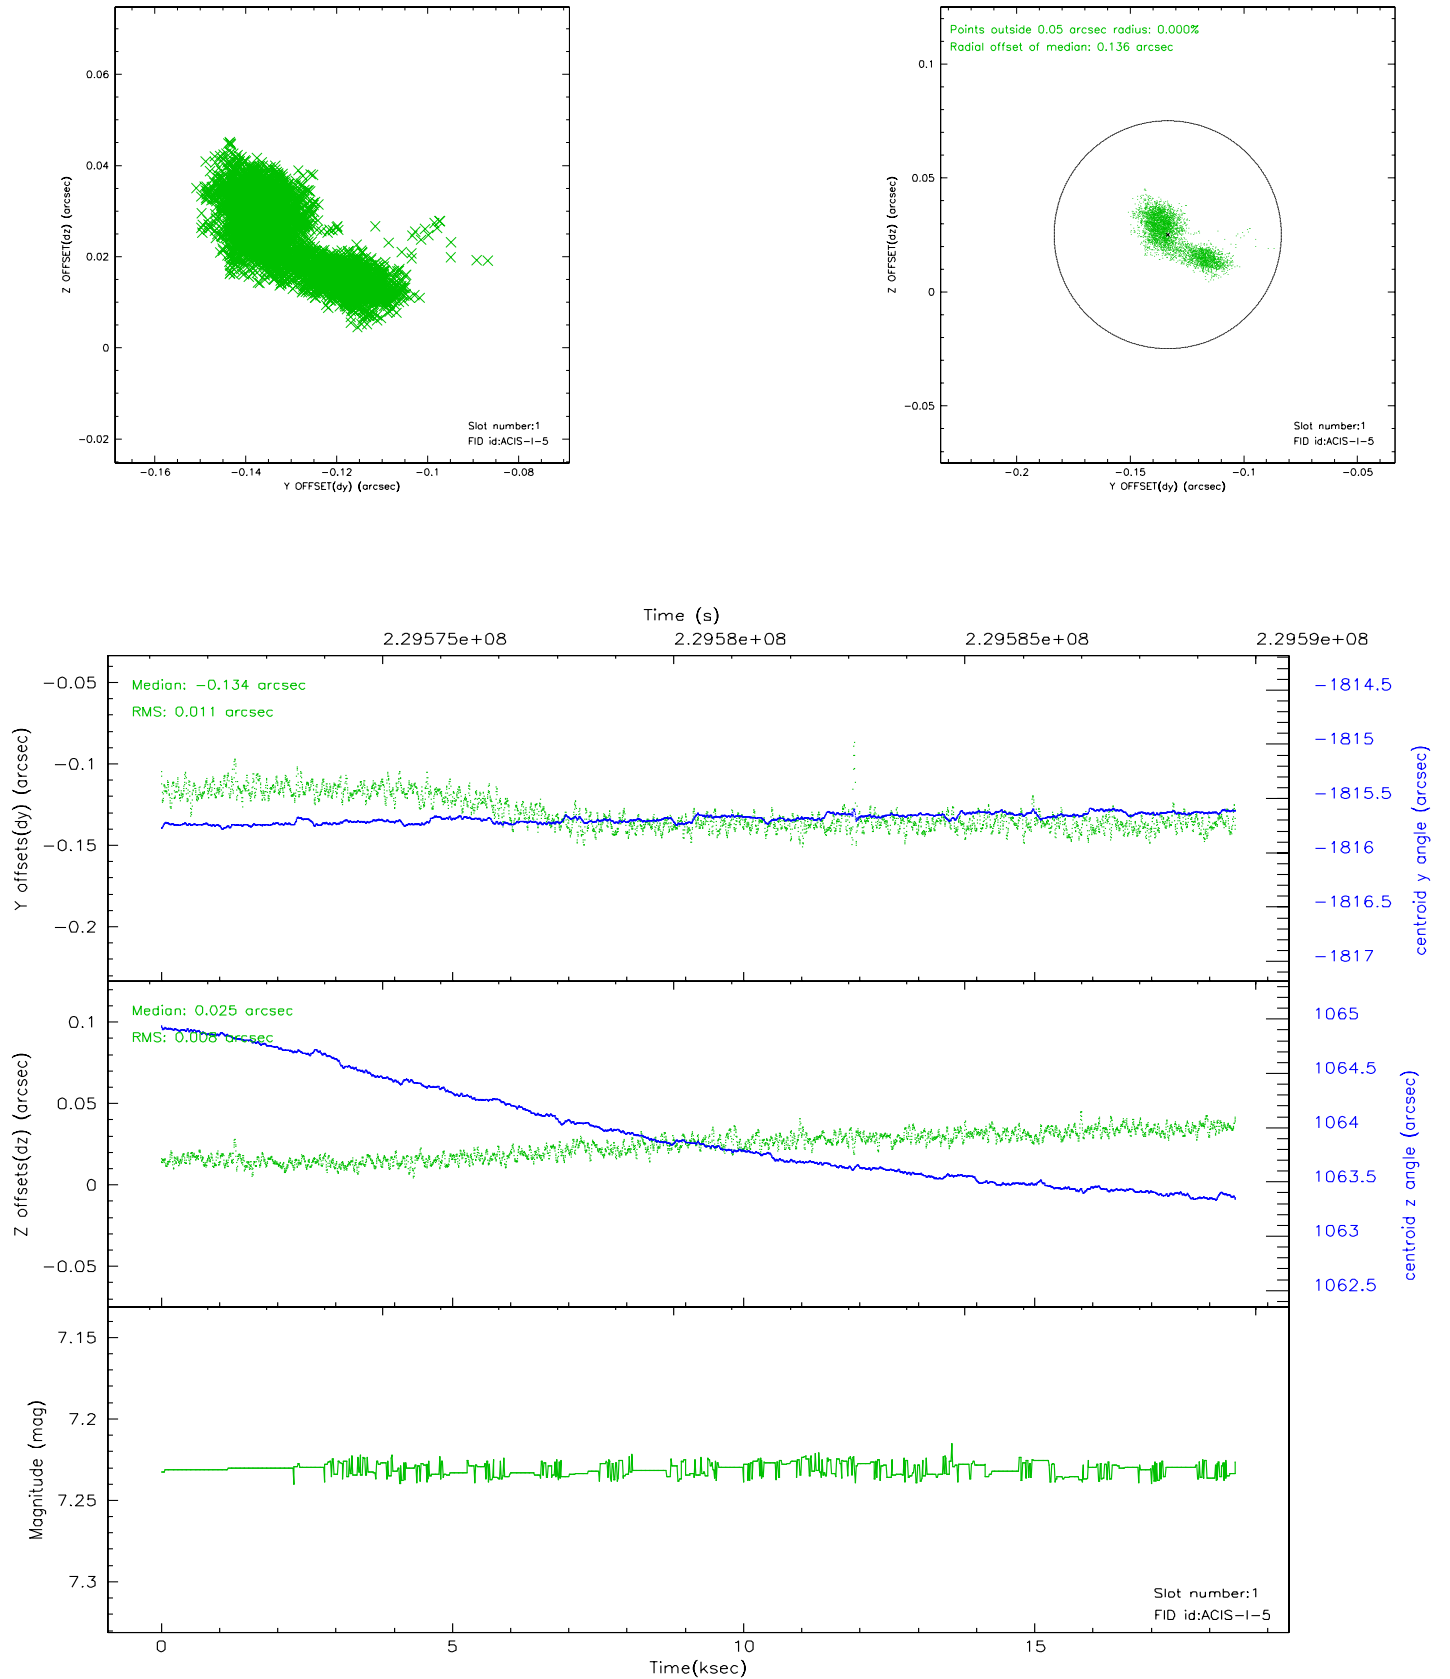 0.06
0.04
0.02
0
−0.02
Z OFFSET(dz) (arcsec)
−0.16
−0.14
−0.12
−0.1
−0.08
Y OFFSET(dy) (arcsec)
Slot number:1
FID id:ACIS−I−5
Points outside 0.05 arcsec radius: 0.000%
Radial offset of median: 0.136 arcsec
0.1
0.05
0
−0.05
Z OFFSET(dz) (arcsec)
−0.2
−0.15
−0.1
−0.05
Y OFFSET(dy) (arcsec)
Slot number:1
FID id:ACIS−I−5
Time (s)
2.29575e+08
2.2958e+08
2.29585e+08
2.2959e+08
Median: −0.134 arcsec
RMS: 0.011 arcsec
−0.05
−0.1
−0.15
−0.2
Y offsets(dy) (arcsec)
−1814.5
−1815
−1815.5
−1816
−1816.5
−1817
centroid y angle (arcsec)
Median: 0.025 arcsec
RMS: 0.008 arcsec
0.1
0.05
0
−0.05
Z offsets(dz) (arcsec)
1065
1064.5
1064
1063.5
1063
1062.5
centroid z angle (arcsec)
7.15
7.2
7.25
7.3
Magnitude (mag)
Slot number:1
FID id:ACIS−I−5
0
5
10
15
Time(ksec)